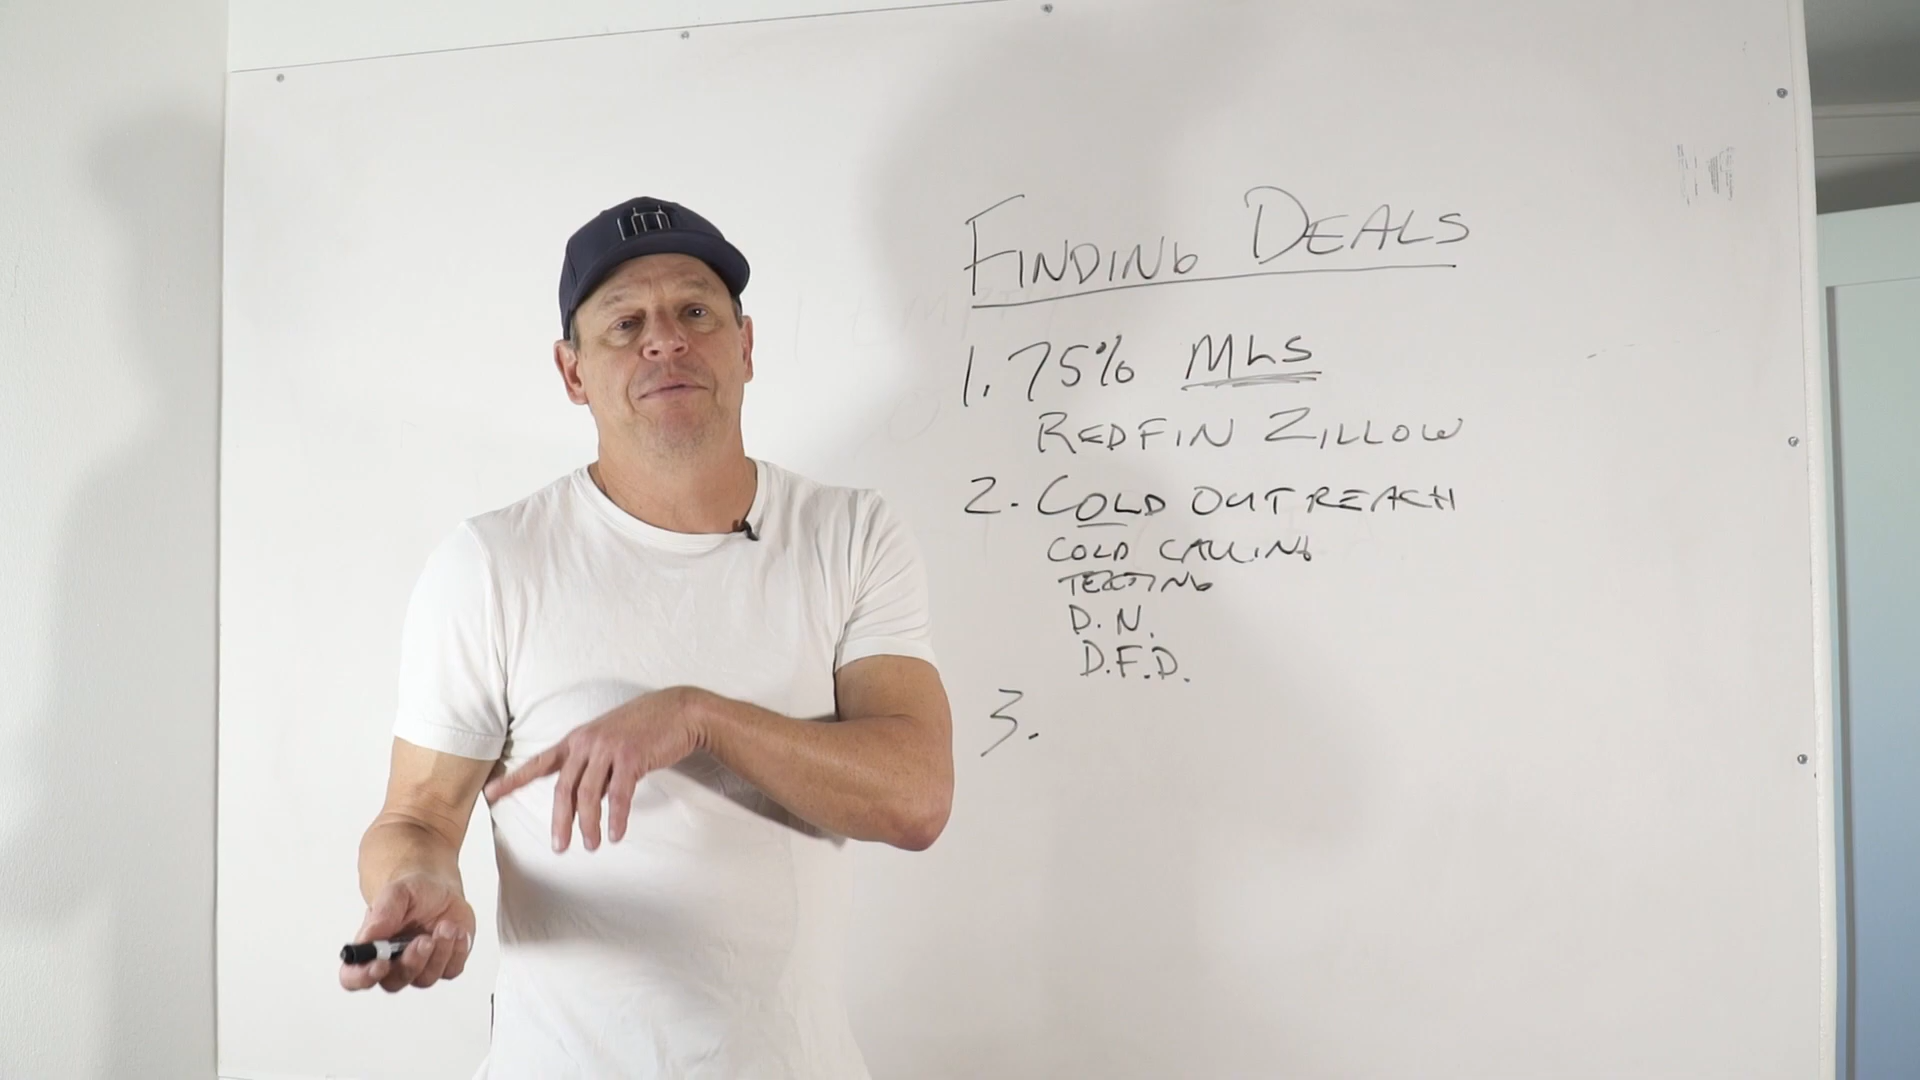 FINDING DEALS
1. 75% MLS
REDFIN ZILLOW
2. COLD OUTREACH
COLD CALLING
TEXTING
D.N.
D.F.D.
3.